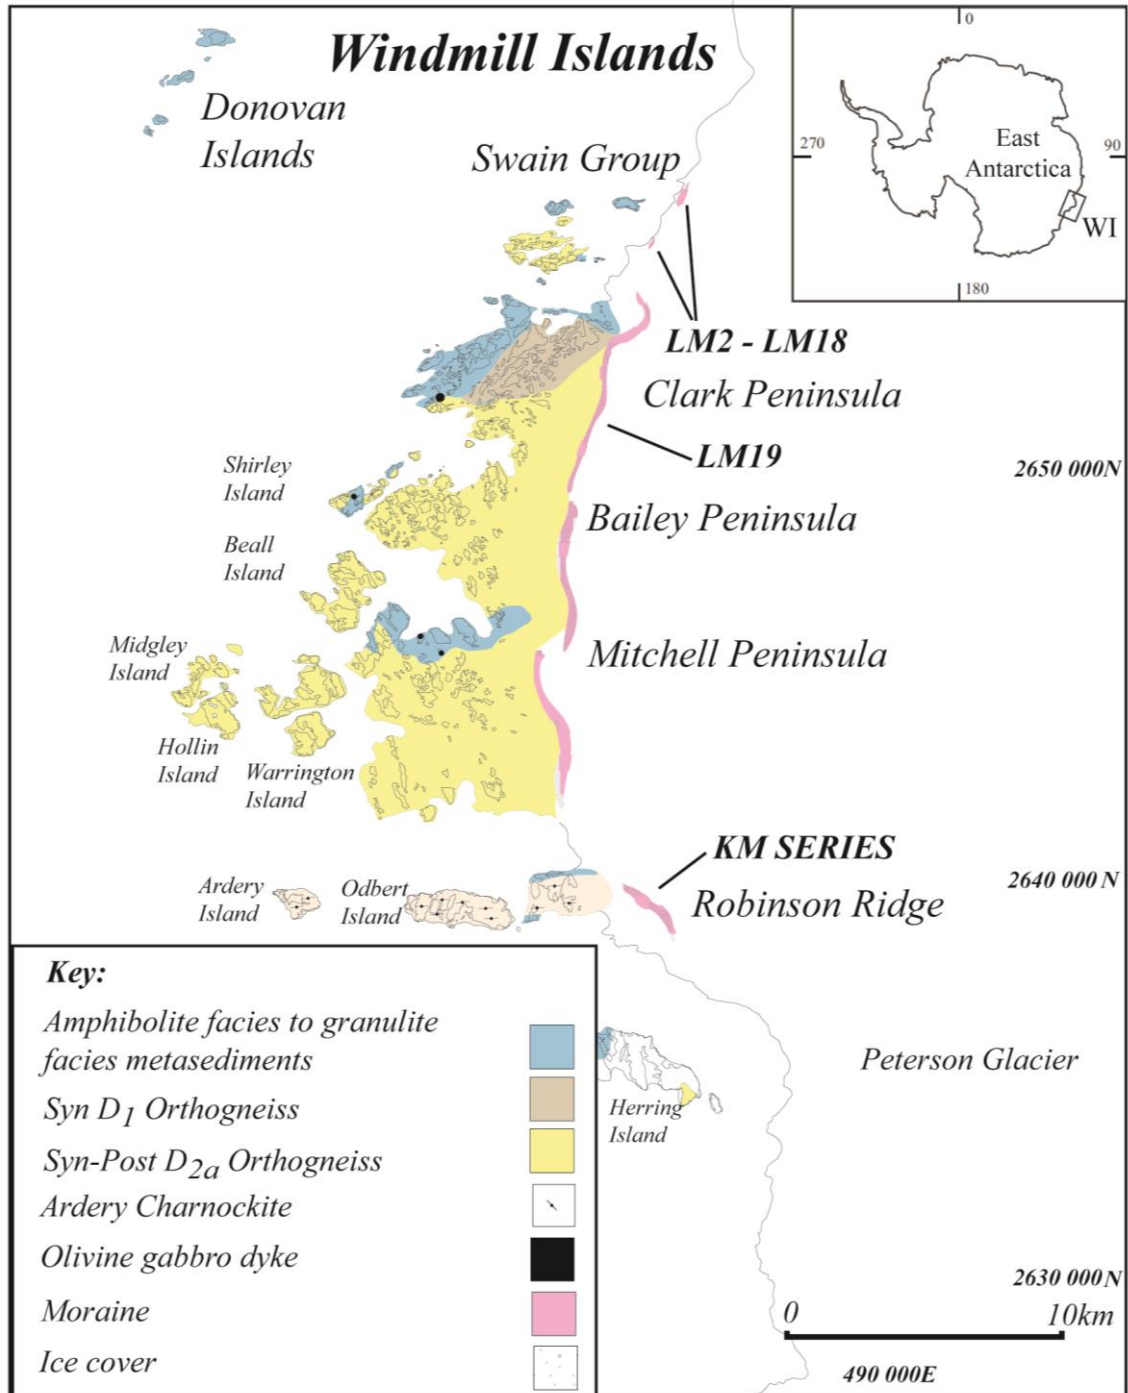 Windmill Islands
0
270
90
East
Antarctica
WI
180
Donovan
Islands
Swain Group
LM2 - LM18
Clark Peninsula
LM19
2650 000N
Shirley
Island
Bailey Peninsula
Beall
Island
Midgley
Island
Mitchell Peninsula
Hollin
Island
Warrington
Island
KM SERIES
2640 000 N
Ardery
Island
Odbert
Island
Robinson Ridge
Key:
Amphibolite facies to granulite
facies metasediments
Syn D1 Orthogneiss
Syn-Post D2a Orthogneiss
Ardery Charnockite
Olivine gabbro dyke
Moraine
Ice cover
Peterson Glacier
Herring
Island
2630 000N
0 10km
490 000E